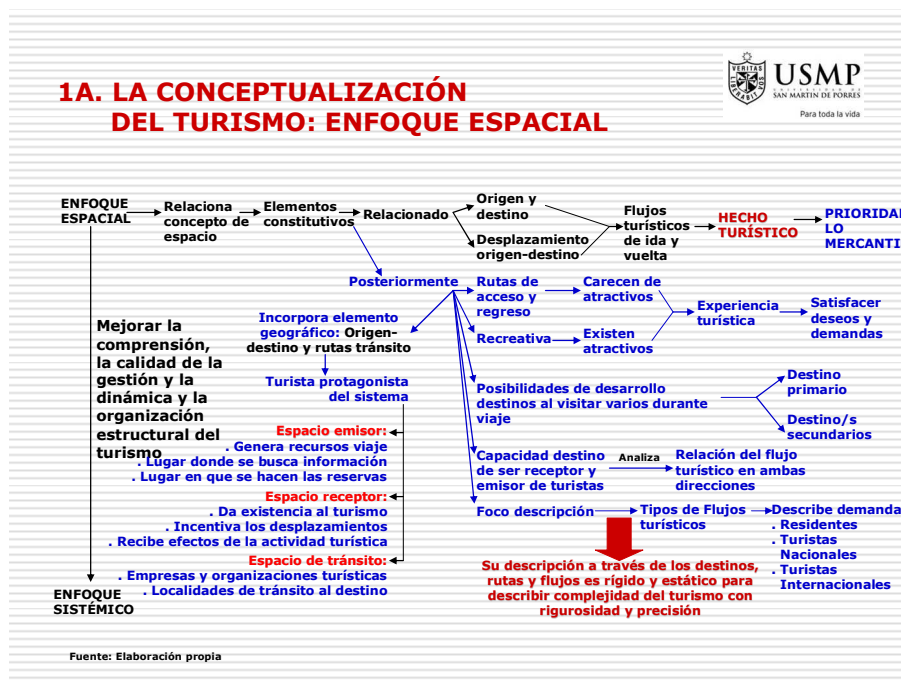 1A. LA CONCEPTUALIZACIÓN
DEL TURISMO: ENFOQUE ESPACIAL
VERITAS
LIBERABIT VOS
USMP
UNIVERSIDAD DE
SAN MARTIN DE PORRES
Para toda la vida
ENFOQUE
ESPACIAL
Relaciona
concepto de
espacio
Elementos
constitutivos
Relacionado
Origen y
destino
Desplazamiento
origen-destino
Flujos
turísticos
de ida y
vuelta
HECHO
TURÍSTICO
PRIORIDAD
LO
MERCANTI
Posteriormente
Rutas de
acceso y
regreso
Carecen de
atractivos
Recreativa
Existen
atractivos
Experiencia
turística
Satisfacer
deseos y
demandas
Incorpora elemento
geográfico: Origen-
destino y rutas tránsito
Mejorar la
comprensión,
la calidad de la
gestión y la
dinámica y la
organización
estructural del
turismo
Turista protagonista
del sistema
Posibilidades de desarrollo
destinos al visitar varios durante
viaje
Destino
primario
Destino/s
secundarios
Espacio emisor:
. Genera recursos viaje
. Lugar donde se busca información
. Lugar en que se hacen las reservas
Capacidad destino
de ser receptor y
emisor de turistas
Analiza
Relación del flujo
turístico en ambas
direcciones
Espacio receptor:
. Da existencia al turismo
. Incentiva los desplazamientos
. Recibe efectos de la actividad turística
Foco descripción
Tipos de Flujos
turísticos
Describe demanda
. Residentes
. Turistas
Nacionales
. Turistas
Internacionales
Espacio de tránsito:
. Empresas y organizaciones turísticas
. Localidades de tránsito al destino
Su descripción a través de los destinos,
rutas y flujos es rígido y estático para
describir complejidad del turismo con
rigurosidad y precisión
ENFOQUE
SISTÉMICO
Fuente: Elaboración propia